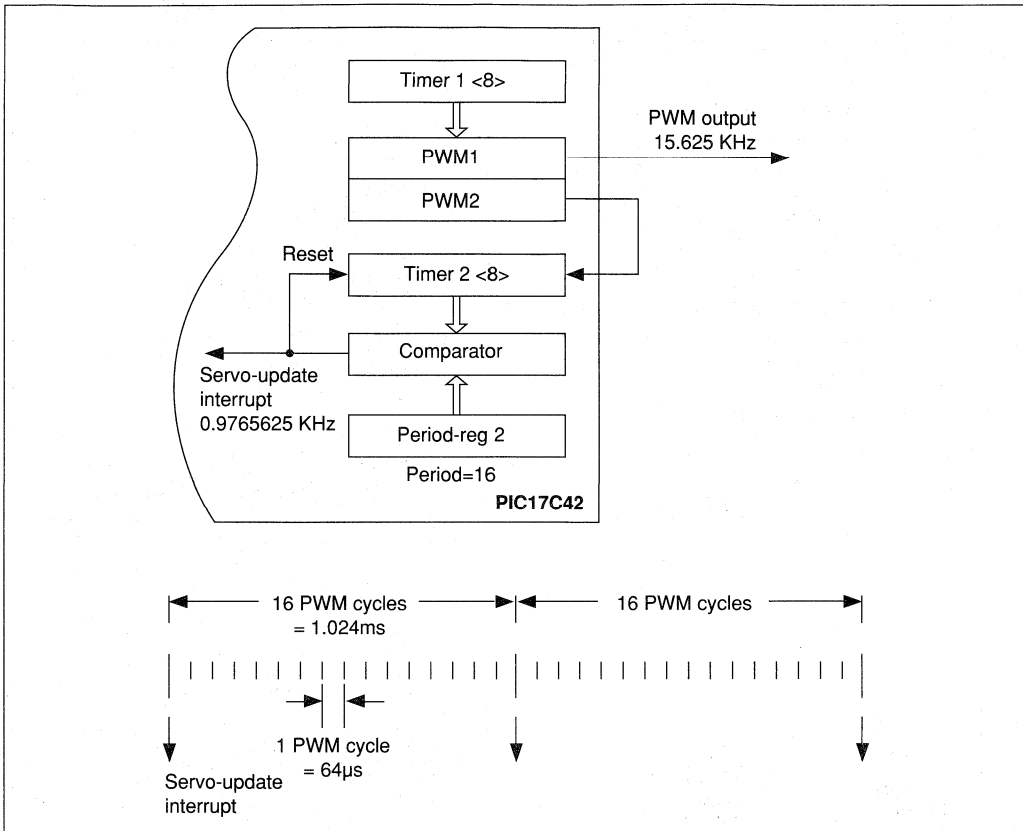 Timer 1 <8>
PWM1
PWM output
15.625 KHz
PWM2
Reset
Timer 2 <8>
Comparator
Servo-update
interrupt
0.9765625 KHz
Period-reg 2
Period=16
PIC17C42
16 PWM cycles
= 1.024ms
16 PWM cycles
1 PWM cycle
= 64µs
Servo-update
interrupt